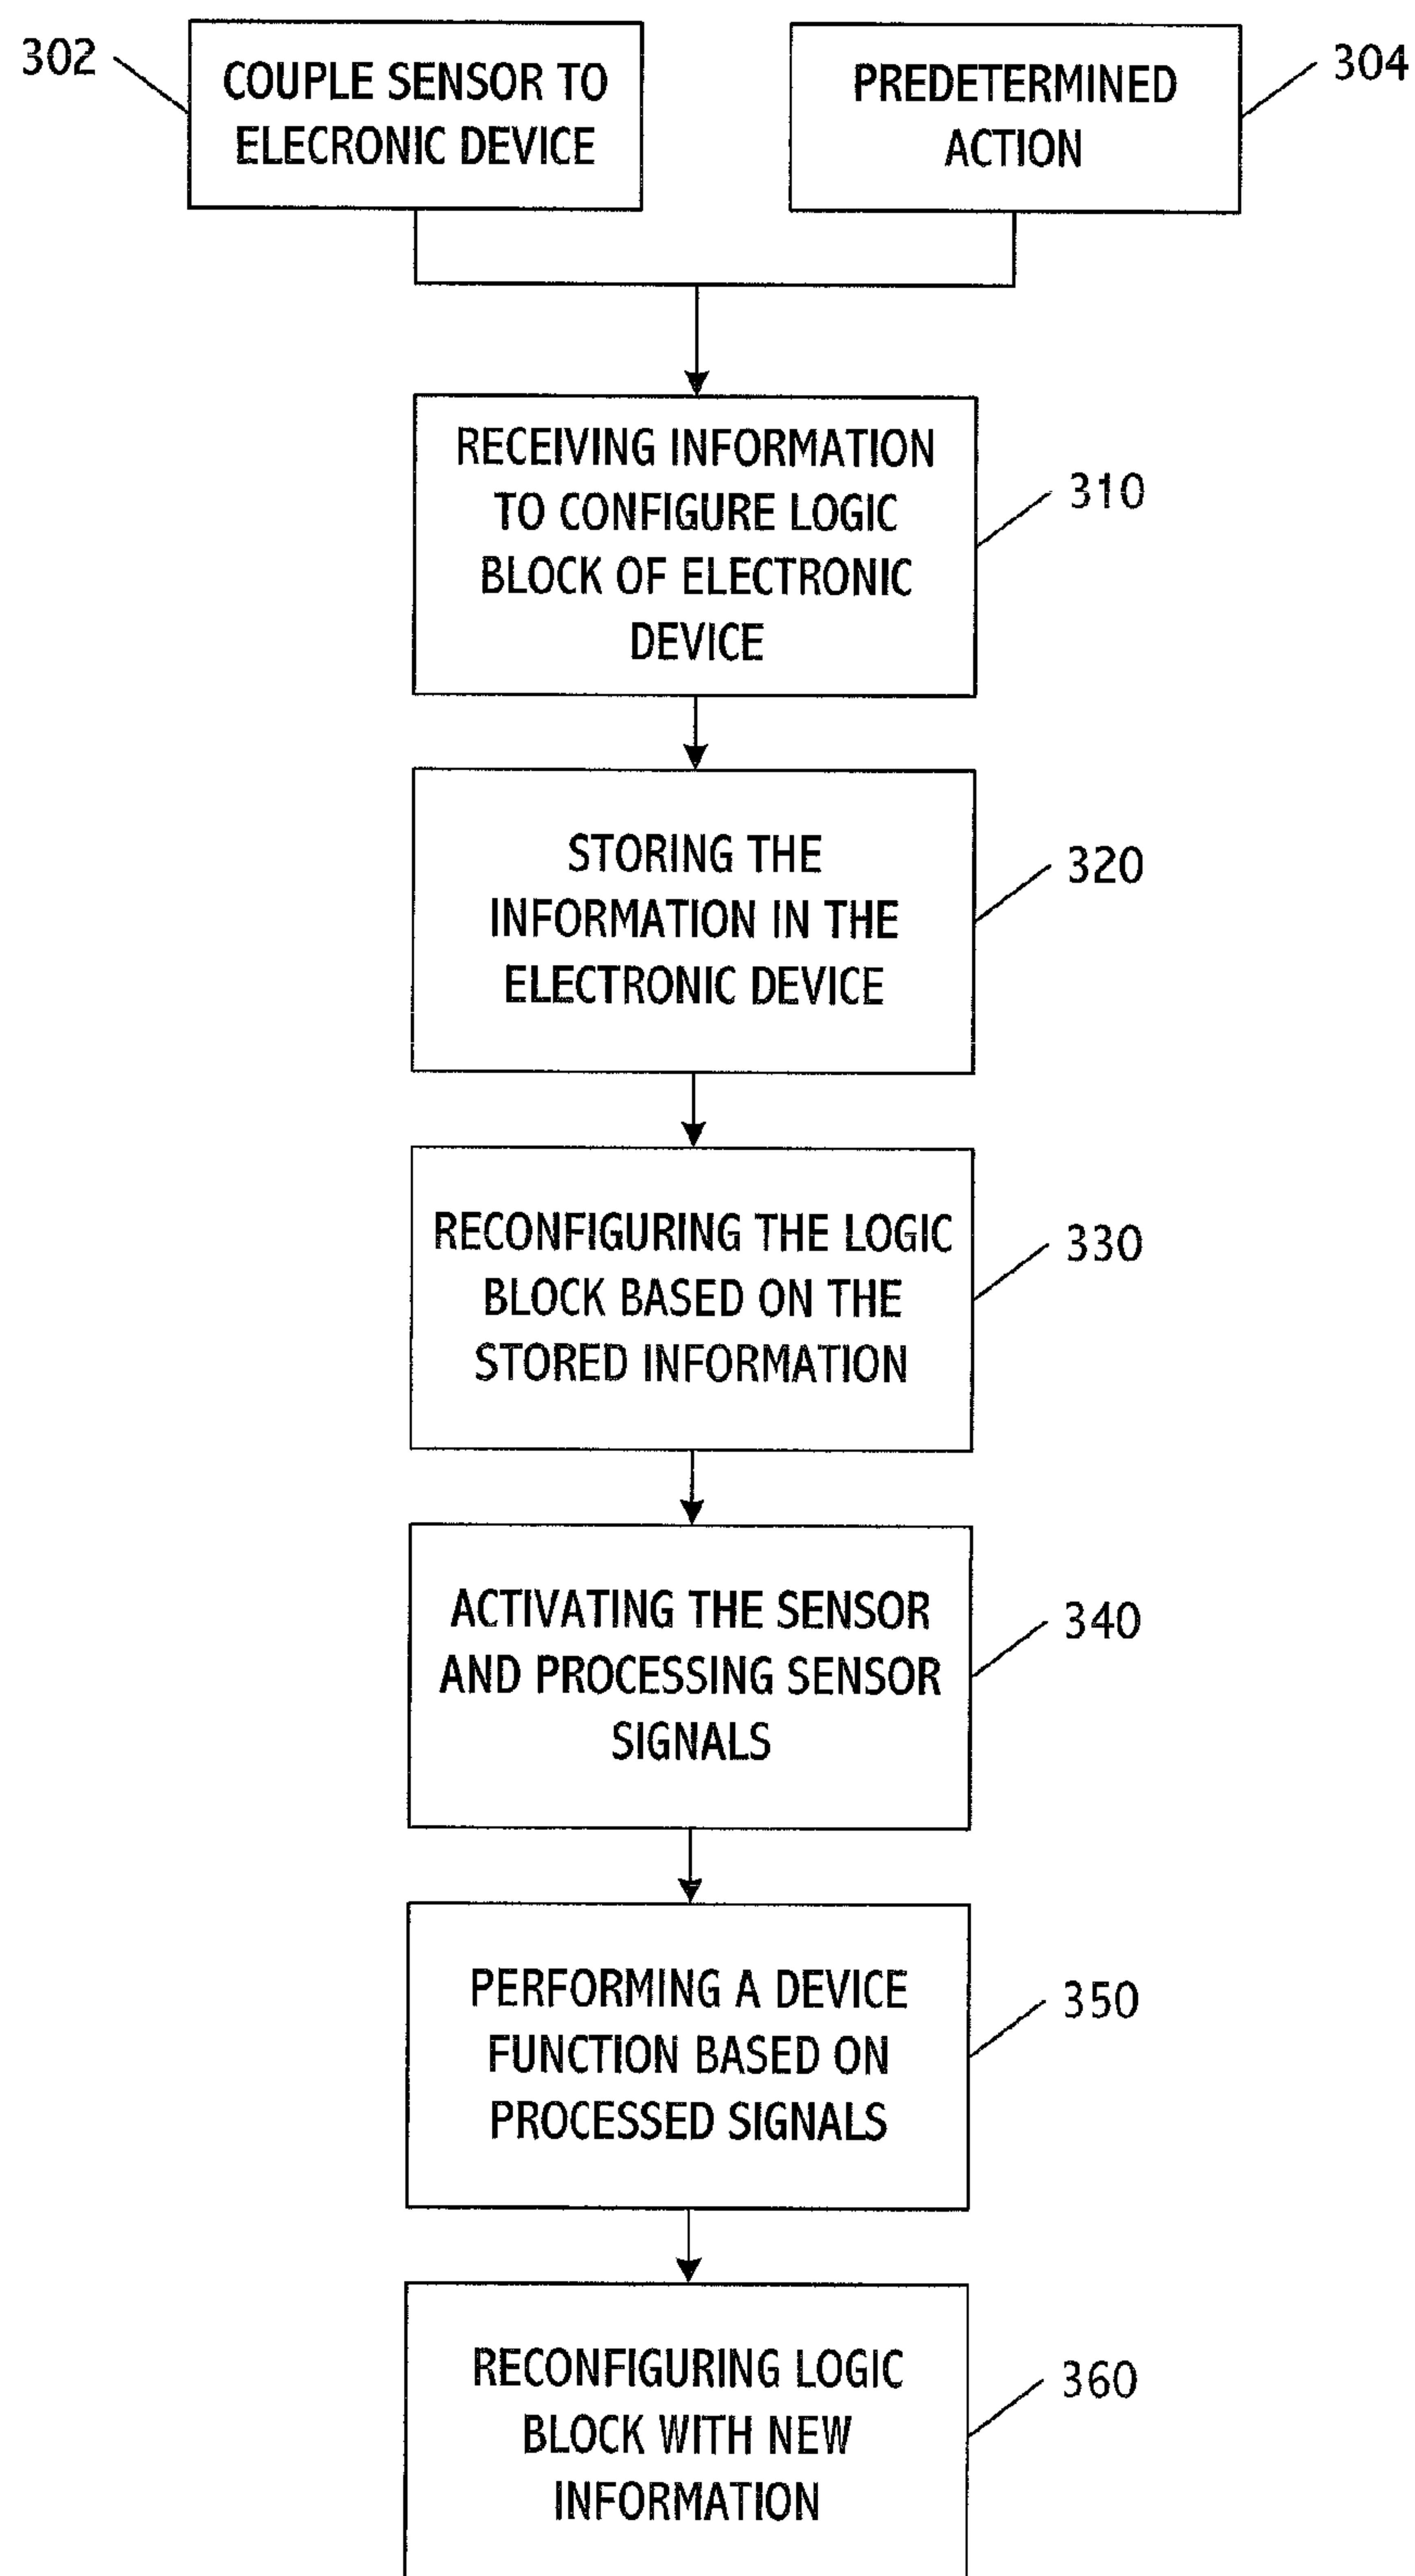 302
COUPLE SENSOR TO
ELECRONIC DEVICE
PREDETERMINED
ACTION
304
RECEIVING INFORMATION
TO CONFIGURE LOGIC
BLOCK OF ELECTRONIC
DEVICE
310
STORING THE
INFORMATION IN THE
ELECTRONIC DEVICE
320
RECONFIGURING THE LOGIC
BLOCK BASED ON THE
STORED INFORMATION
330
ACTIVATING THE SENSOR
AND PROCESSING SENSOR
SIGNALS
340
PERFORMING A DEVICE
FUNCTION BASED ON
PROCESSED SIGNALS
350
RECONFIGURING LOGIC
BLOCK WITH NEW
INFORMATION
360